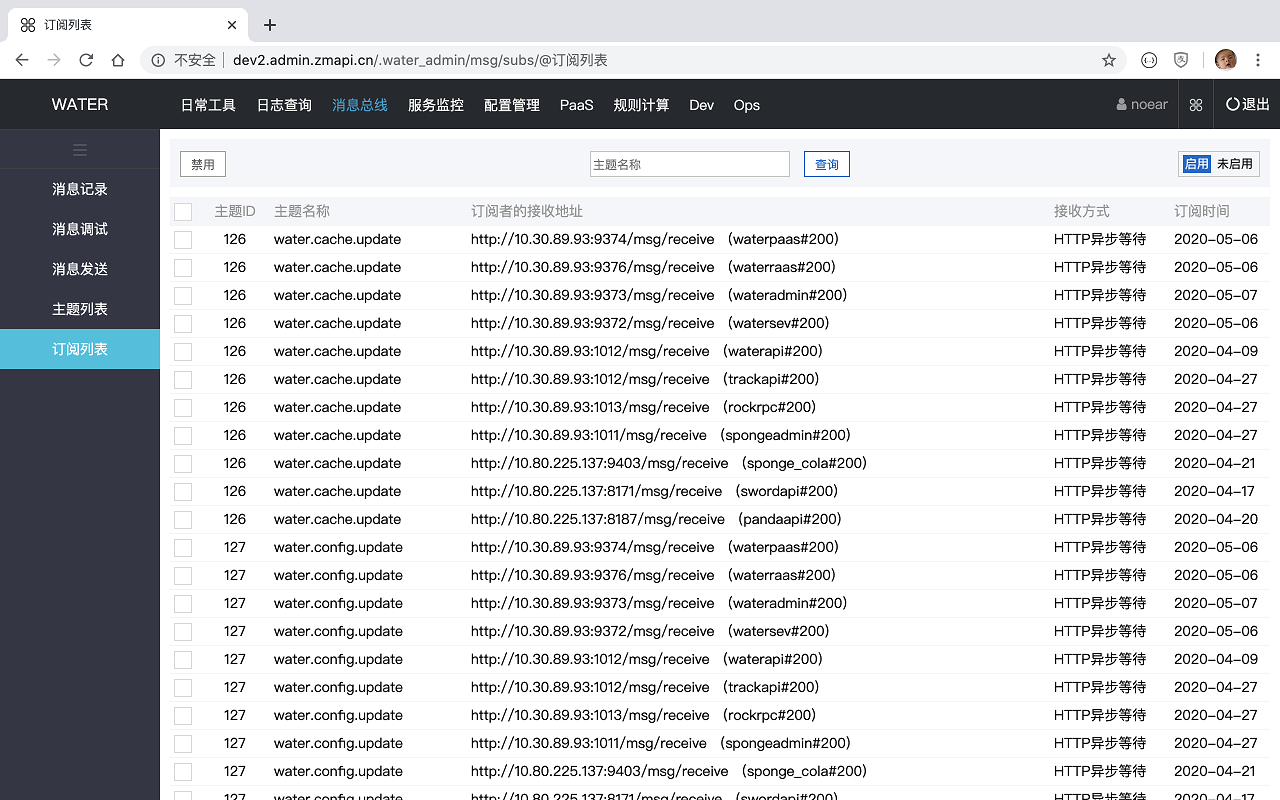 订阅列表
不安全 dev2.admin.zmapi.cn/.water_admin/msg/subs/@订阅列表
WATER 日常工具 日志查询 消息总线 服务监控 配置管理 PaaS 规则计算 Dev Ops noear 退出
消息记录
消息调试
消息发送
主题列表
订阅列表
禁用 主题名称 查询 启用 未启用
主题ID 主题名称 订阅者的接收地址 接收方式 订阅时间
126 water.cache.update http://10.30.89.93:9374/msg/receive (waterpaas#200) HTTP异步等待 2020-05-06
126 water.cache.update http://10.30.89.93:9376/msg/receive (waterraas#200) HTTP异步等待 2020-05-06
126 water.cache.update http://10.30.89.93:9373/msg/receive (wateradmin#200) HTTP异步等待 2020-05-07
126 water.cache.update http://10.30.89.93:9372/msg/receive (watersev#200) HTTP异步等待 2020-05-06
126 water.cache.update http://10.30.89.93:1012/msg/receive (waterapi#200) HTTP异步等待 2020-04-09
126 water.cache.update http://10.30.89.93:1012/msg/receive (trackapi#200) HTTP异步等待 2020-04-27
126 water.cache.update http://10.30.89.93:1013/msg/receive (rockrpc#200) HTTP异步等待 2020-04-27
126 water.cache.update http://10.30.89.93:1011/msg/receive (spongeadmin#200) HTTP异步等待 2020-04-27
126 water.cache.update http://10.80.225.137:9403/msg/receive (sponge_cola#200) HTTP异步等待 2020-04-21
126 water.cache.update http://10.80.225.137:8171/msg/receive (swordapi#200) HTTP异步等待 2020-04-17
126 water.cache.update http://10.80.225.137:8187/msg/receive (pandaapi#200) HTTP异步等待 2020-04-20
127 water.config.update http://10.30.89.93:9374/msg/receive (waterpaas#200) HTTP异步等待 2020-05-06
127 water.config.update http://10.30.89.93:9376/msg/receive (waterraas#200) HTTP异步等待 2020-05-06
127 water.config.update http://10.30.89.93:9373/msg/receive (wateradmin#200) HTTP异步等待 2020-05-07
127 water.config.update http://10.30.89.93:9372/msg/receive (watersev#200) HTTP异步等待 2020-05-06
127 water.config.update http://10.30.89.93:1012/msg/receive (waterapi#200) HTTP异步等待 2020-04-09
127 water.config.update http://10.30.89.93:1012/msg/receive (trackapi#200) HTTP异步等待 2020-04-27
127 water.config.update http://10.30.89.93:1013/msg/receive (rockrpc#200) HTTP异步等待 2020-04-27
127 water.config.update http://10.30.89.93:1011/msg/receive (spongeadmin#200) HTTP异步等待 2020-04-27
127 water.config.update http://10.80.225.137:9403/msg/receive (sponge_cola#200) HTTP异步等待 2020-04-21
127 water.config.update http://10.80.225.137:8171/msg/receive (swordapi#200) HTTP异步等待 2020-04-17